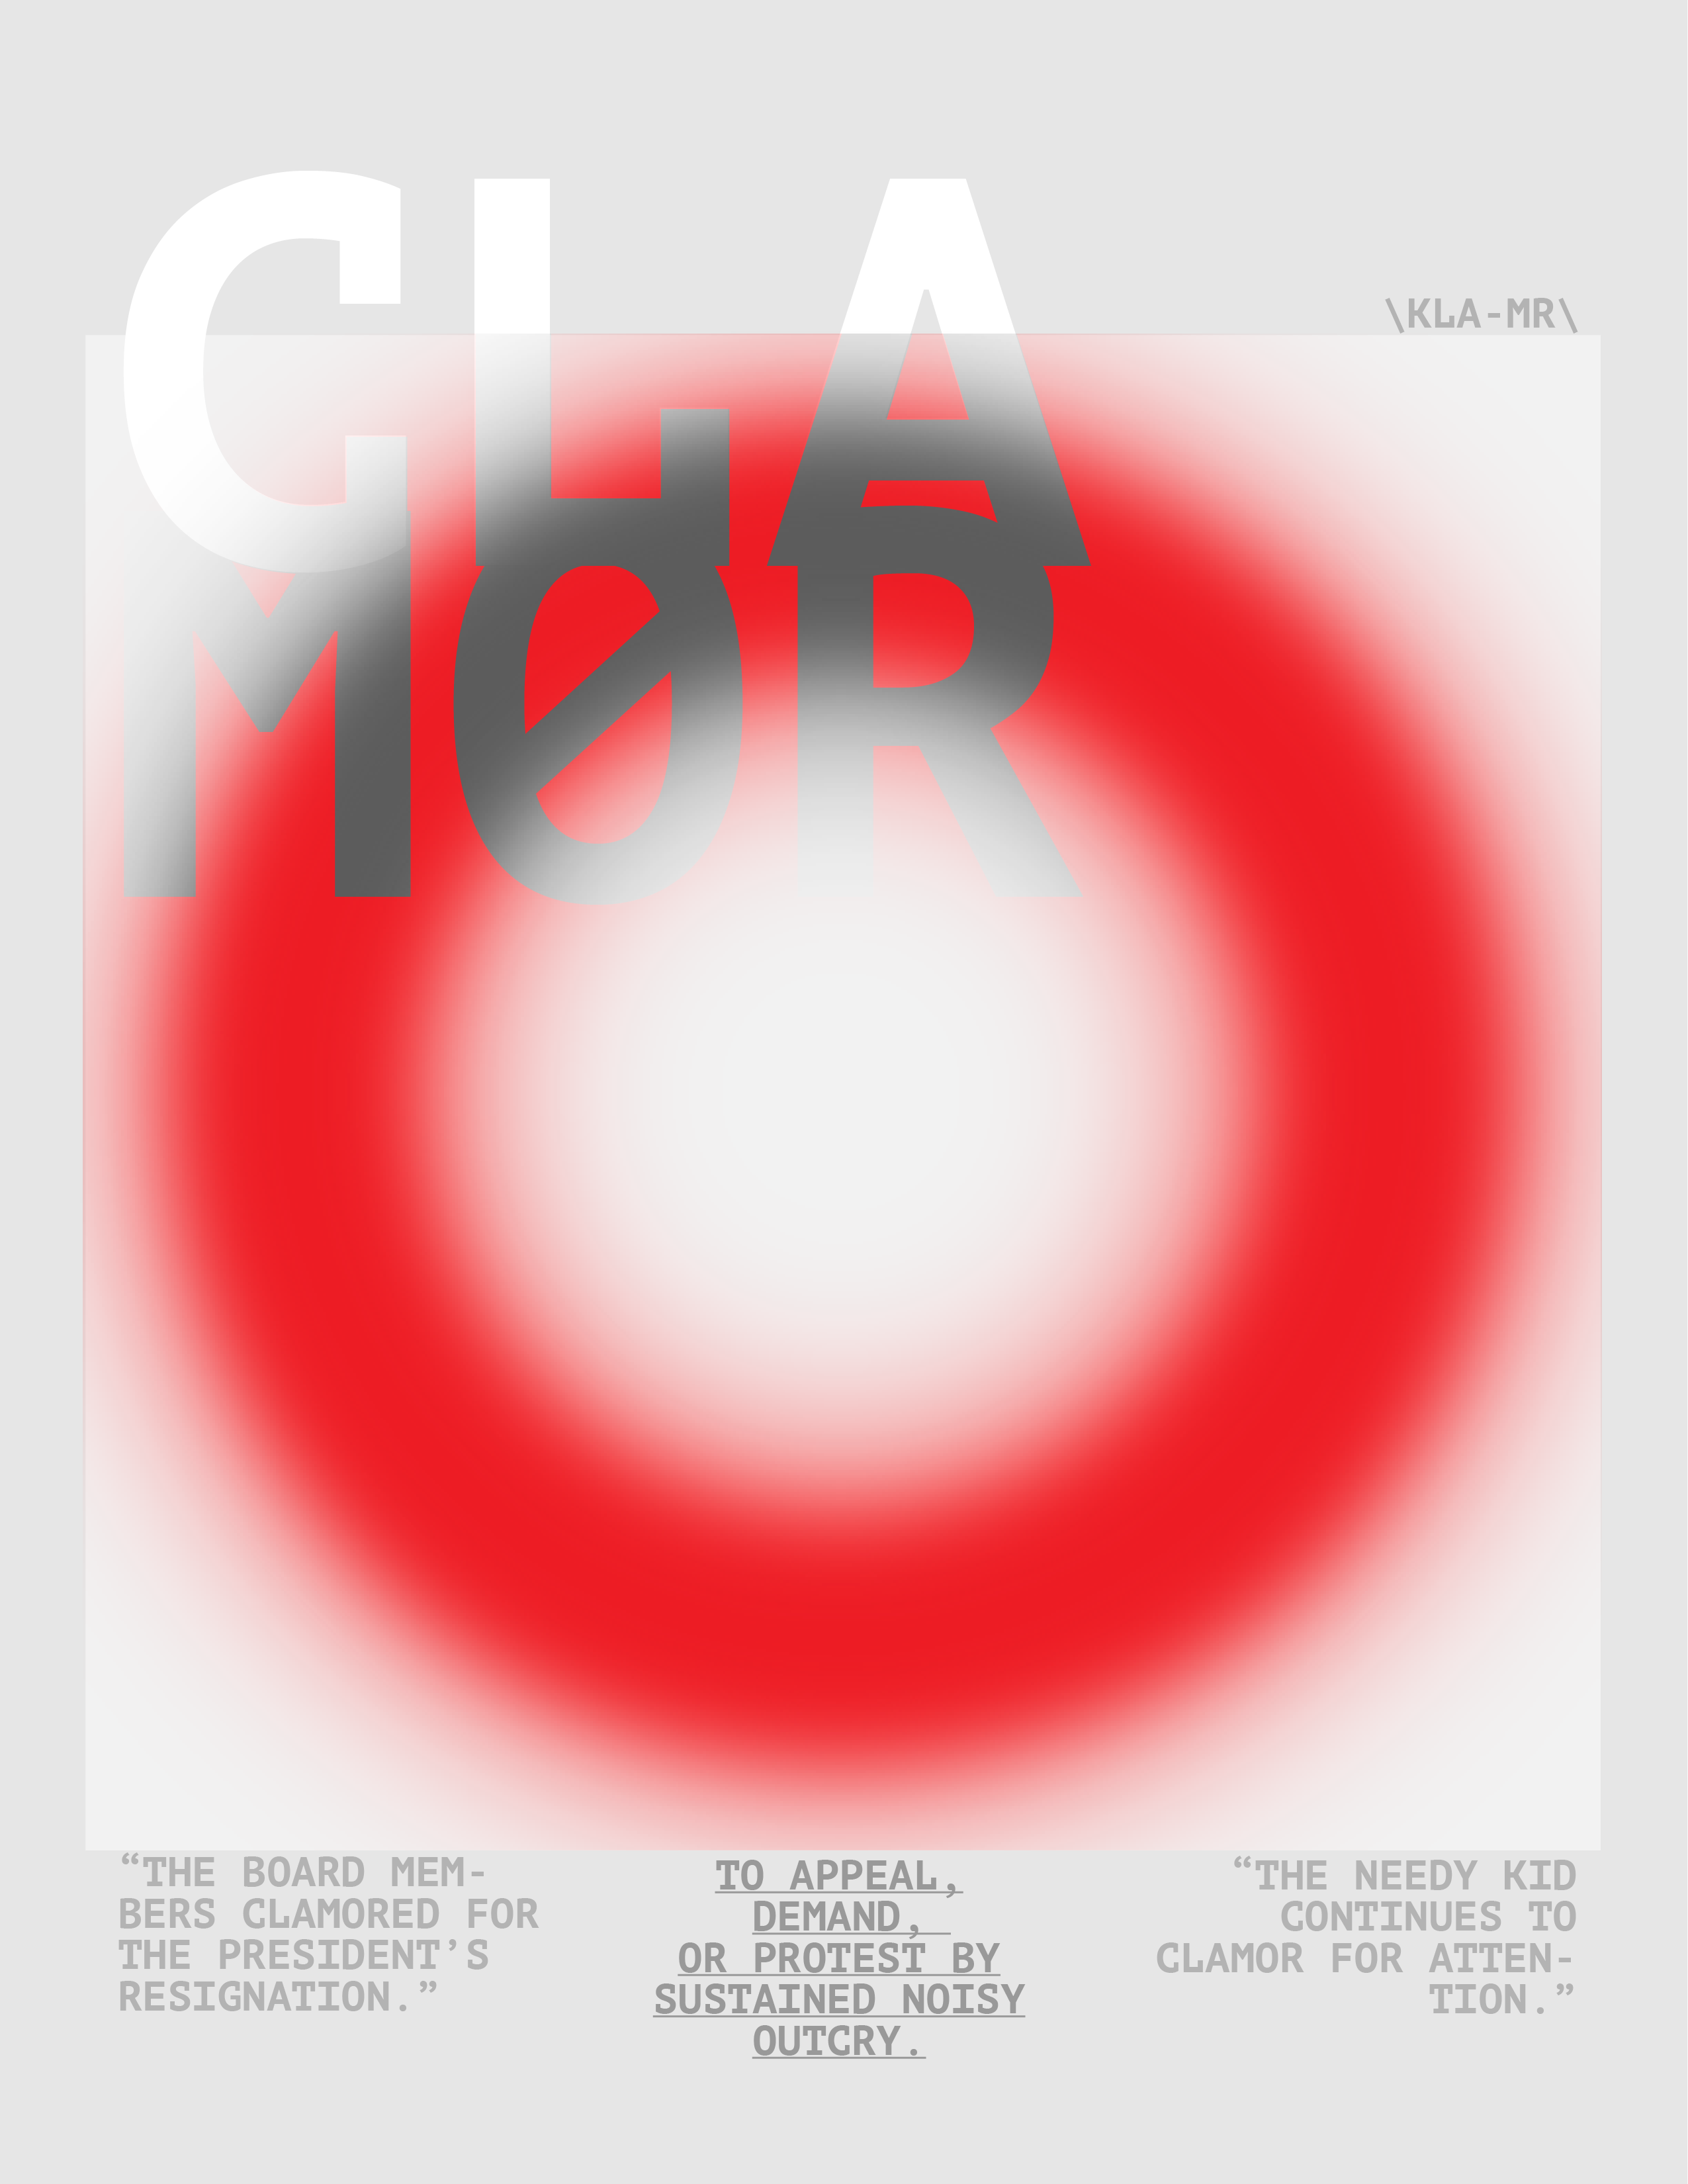 CLA
\KLA-MR\
MOR
“THE BOARD MEM-
BERS CLAMORED FOR
THE PRESIDENT’S
RESIGNATION.”
TO APPEAL,
DEMAND,
OR PROTEST BY
SUSTAINED NOISY
OUTCRY.
“THE NEEDY KID
CONTINUES TO
CLAMOR FOR ATTEN-
TION.”